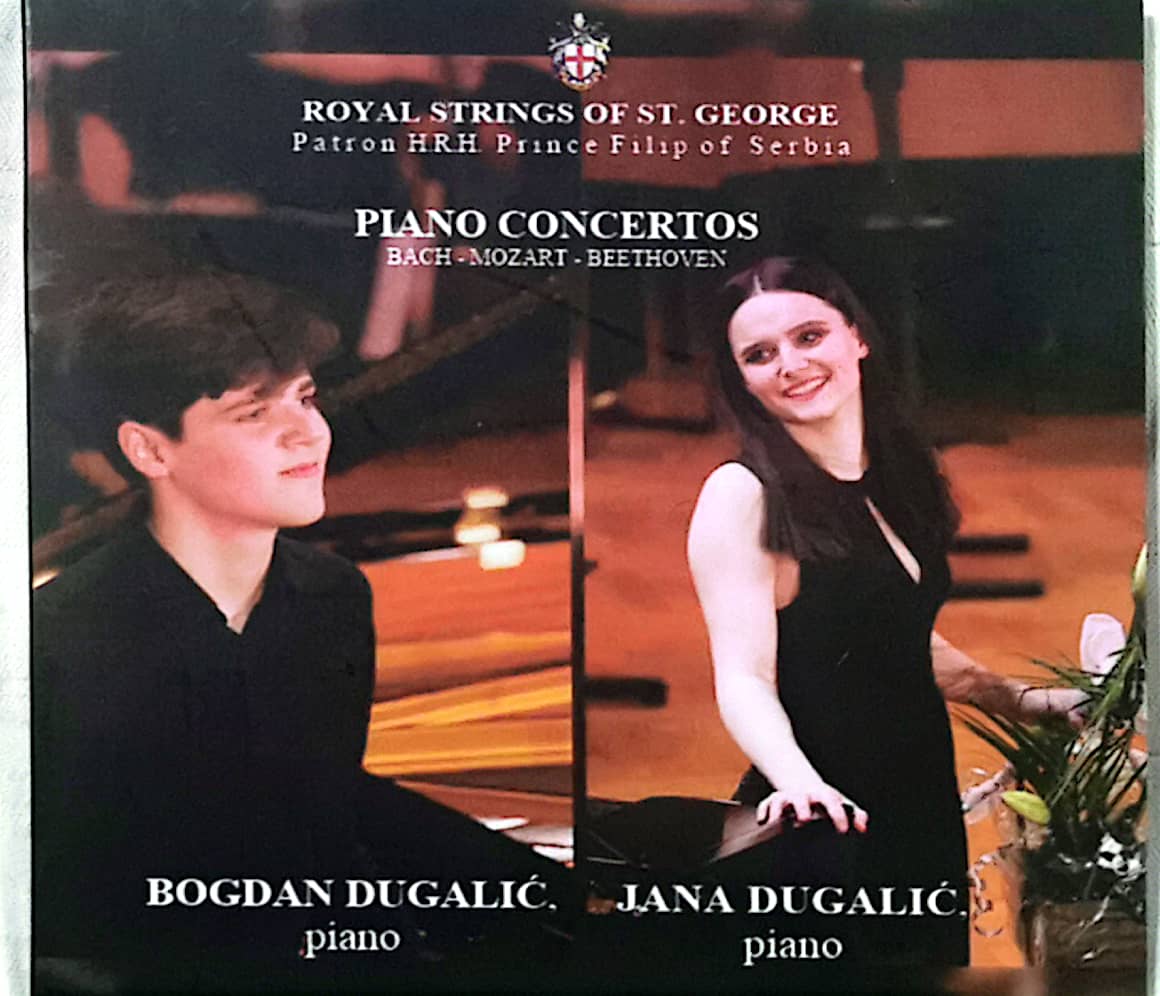 ROYAL STRINGS OF ST. GEORGE
Patron H.R.H. Prince Filip of Serbia
PIANO CONCERTOS
BACH - MOZART - BEETHOVEN
BOGDAN DUGALIĆ,
piano
JANA DUGALIĆ,
piano